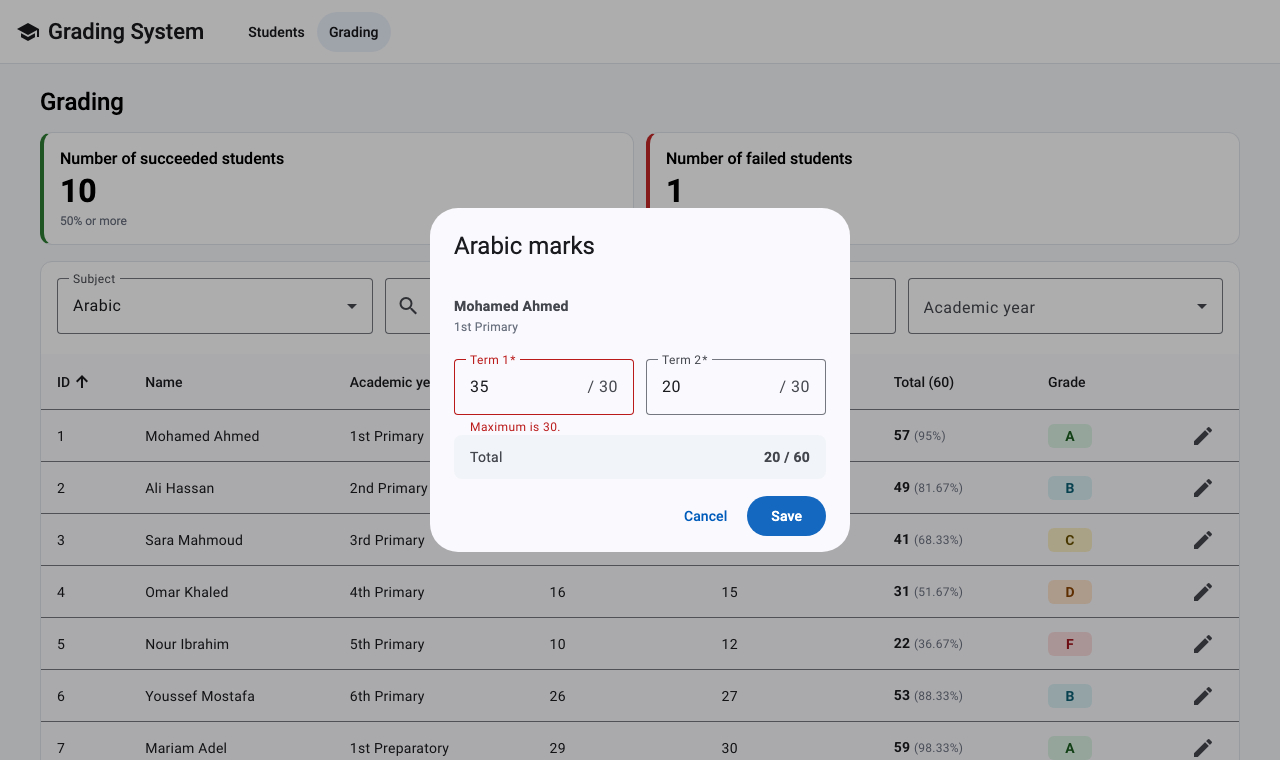 Grading System Students Grading
Grading
Number of succeeded students
10
50% or more
Number of failed students
1
Subject
Arabic
Academic year
Arabic marks
Mohamed Ahmed
1st Primary
Term 1*
35 / 30
Maximum is 30.
Term 2*
20 / 30
Total 20 / 60
Cancel Save
ID Name Academic ye Total (60) Grade
1 Mohamed Ahmed 1st Primary 57 (95%) A
2 Ali Hassan 2nd Primary 49 (81.67%) B
3 Sara Mahmoud 3rd Primary 41 (68.33%) C
4 Omar Khaled 4th Primary 16 15 31 (51.67%) D
5 Nour Ibrahim 5th Primary 10 12 22 (36.67%) F
6 Youssef Mostafa 6th Primary 26 27 53 (88.33%) B
7 Mariam Adel 1st Preparatory 29 30 59 (98.33%) A